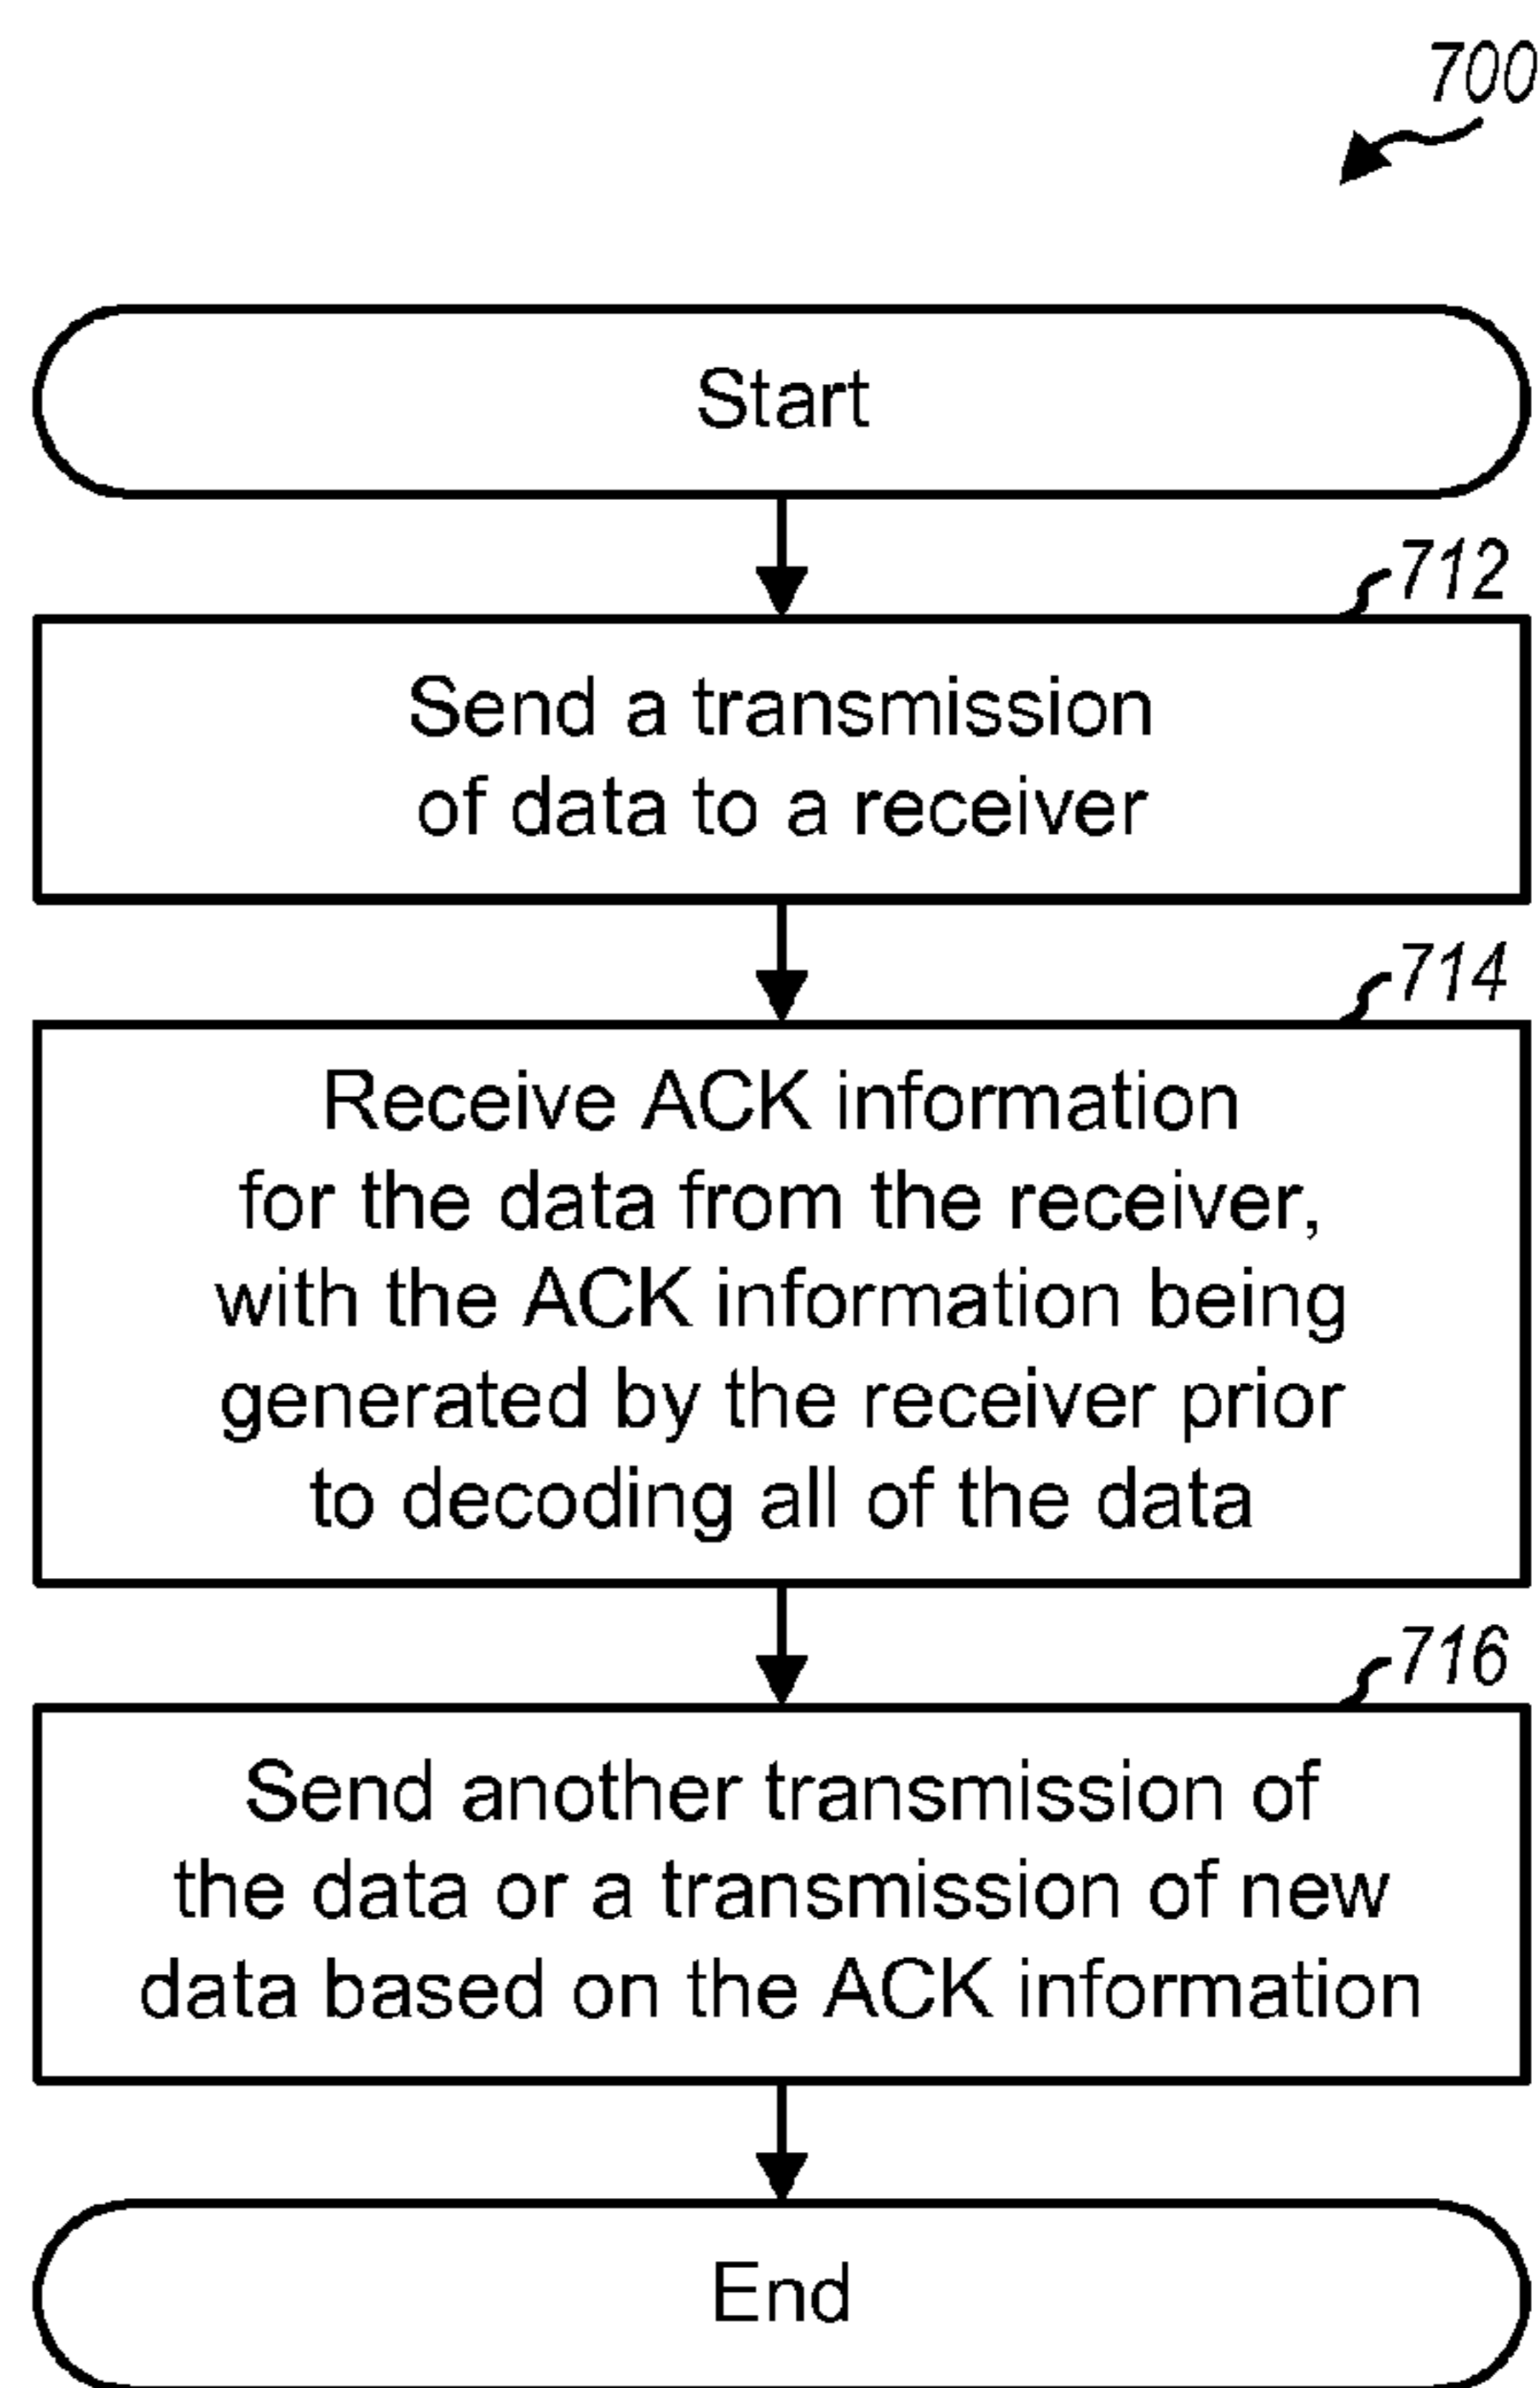 700
Start
712
Send a transmission
of data to a receiver
714
Receive ACK information
for the data from the receiver,
with the ACK information being
generated by the receiver prior
to decoding all of the data
716
Send another transmission of
the data or a transmission of new
data based on the ACK information
End